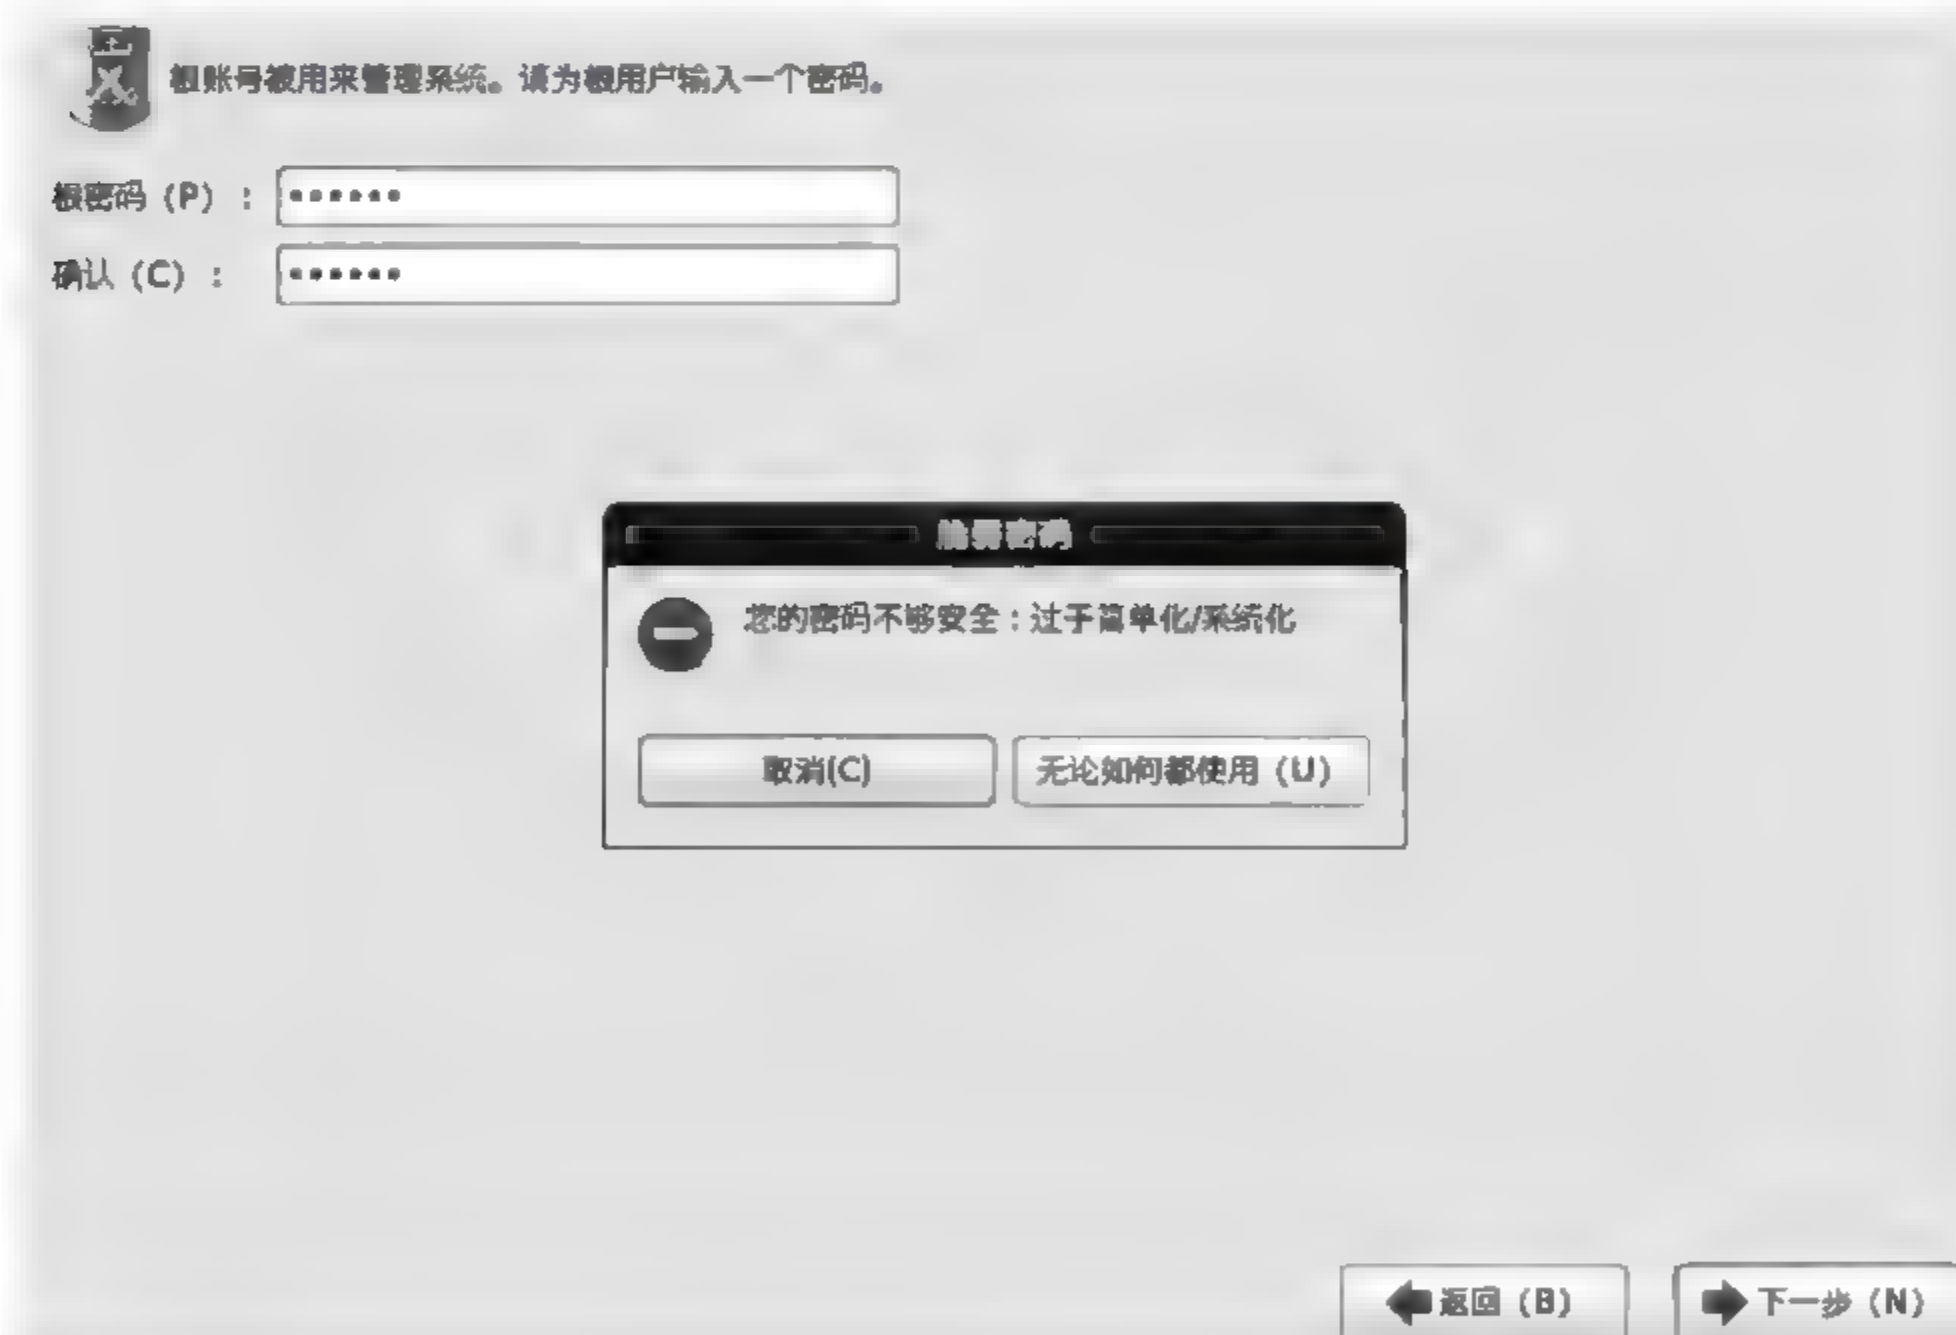 根账号被用来管理系统。请为根用户输入一个密码。
根密码 (P) ：
••••••
确认 (C) ：
••••••
脆弱密码
您的密码不够安全：过于简单化/系统化
取消(C)
无论如何都使用 (U)
返回 (B)
下一步 (N)